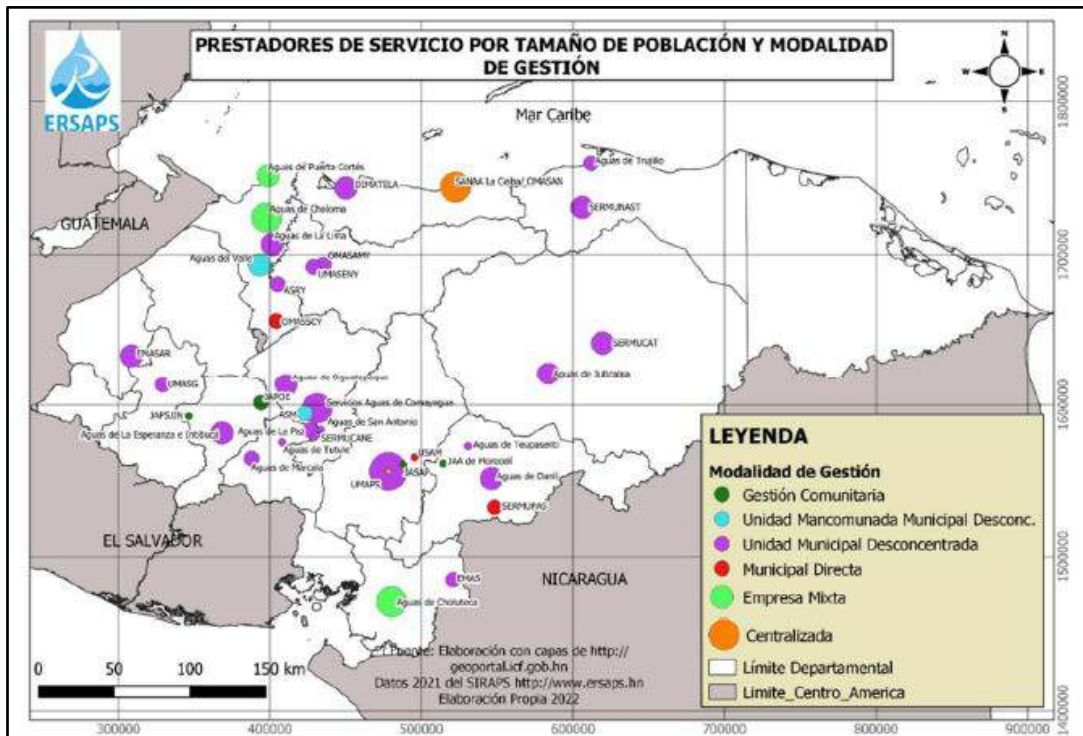 PRESTADORES DE SERVICIO POR TAMAÑO DE POBLACIÓN Y MODALIDAD
DE GESTIÓN
ERSAPS
N
W
E
S
Mar Caribe
GUATEMALA
EL SALVADOR
NICARAGUA
Aguas de Puerto Cortés
DIMATELA
SANAA La Ceiba/ OMASAN
Aguas de Trujillo
SERMUNAST
Aguas de Choloma
Aguas de La Lima
Aguas del Valle
OMASAMY
UMASENY
ASRY
OMASSCY
EMASAR
UMASG
SERMUCAT
Aguas de Juticalpa
Aguas de Siguatepeque
JAPOE
Servicios Aguas de Comayagua
JAPSJIN
ASM
Aguas de San Antonio
Aguas de La Esperanza e Intibucá
Aguas de La Paz
SERMUCANE
Aguas de Tutule
Aguas de Marcala
Aguas de Teupasenti
USAM
JAA de Morocelí
JASAP
UMAPS
Aguas de Danlí
SERMUPAS
EMAS
Aguas de Choluteca
LEYENDA
Modalidad de Gestión
Gestión Comunitaria
Unidad Mancomunada Municipal Desconc.
Unidad Municipal Desconcentrada
Municipal Directa
Empresa Mixta
Centralizada
Límite Departamental
Limite_Centro_America
0 50 100 150 km
Fuente: Elaboración con capas de http://
geoportal.icf.gob.hn
Datos 2021 del SIRAPS http://www.ersaps.hn
Elaboración Propia 2022
300000 400000 500000 600000 700000 800000 900000
1800000
1700000
1600000
1500000
1400000